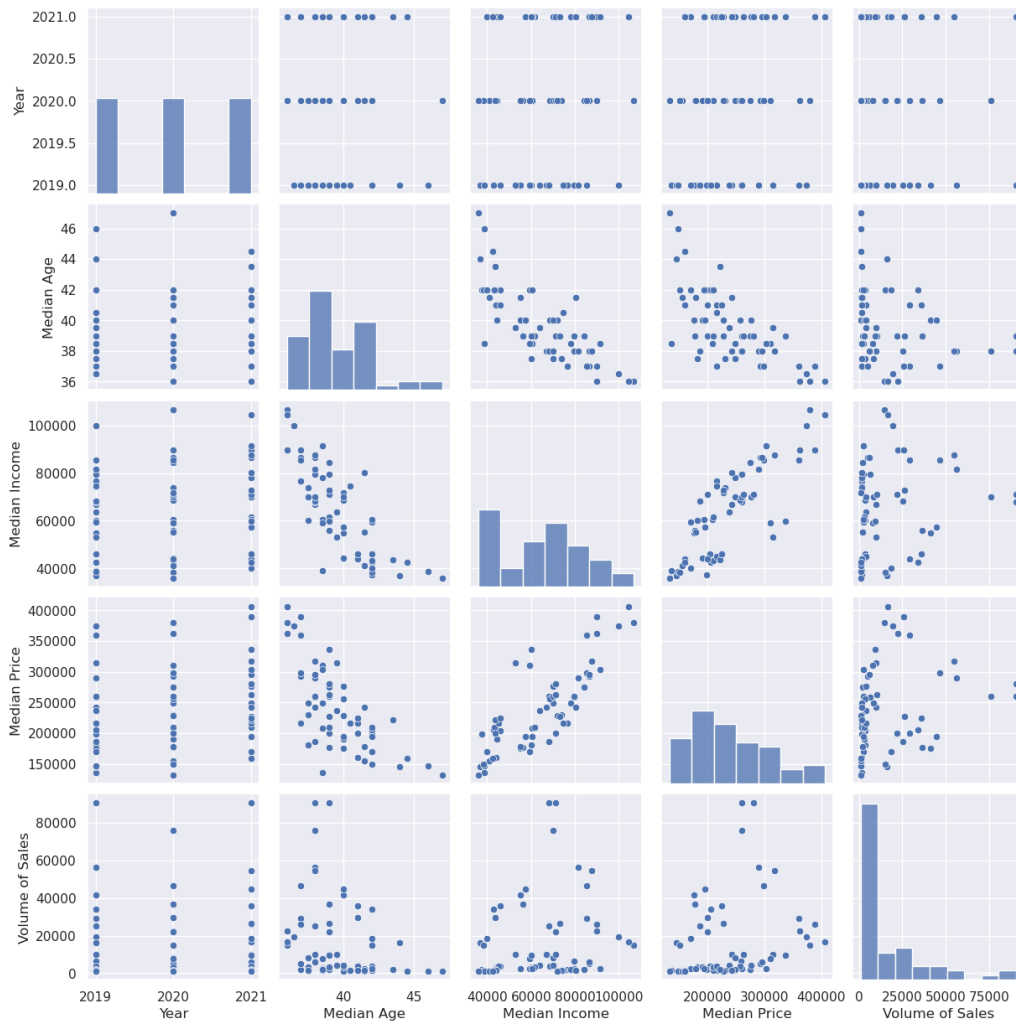 2021.0
2020.5
2020.0
2019.5
2019.0
Year
46
44
42
40
38
36
Median Age
100000
80000
60000
40000
Median Income
400000
350000
300000
250000
200000
150000
Median Price
80000
60000
40000
20000
0
Volume of Sales
2019 2020 2021
Year
40 45
Median Age
40000 60000 80000100000
Median Income
200000 300000 400000
Median Price
0 25000 50000 75000
Volume of Sales